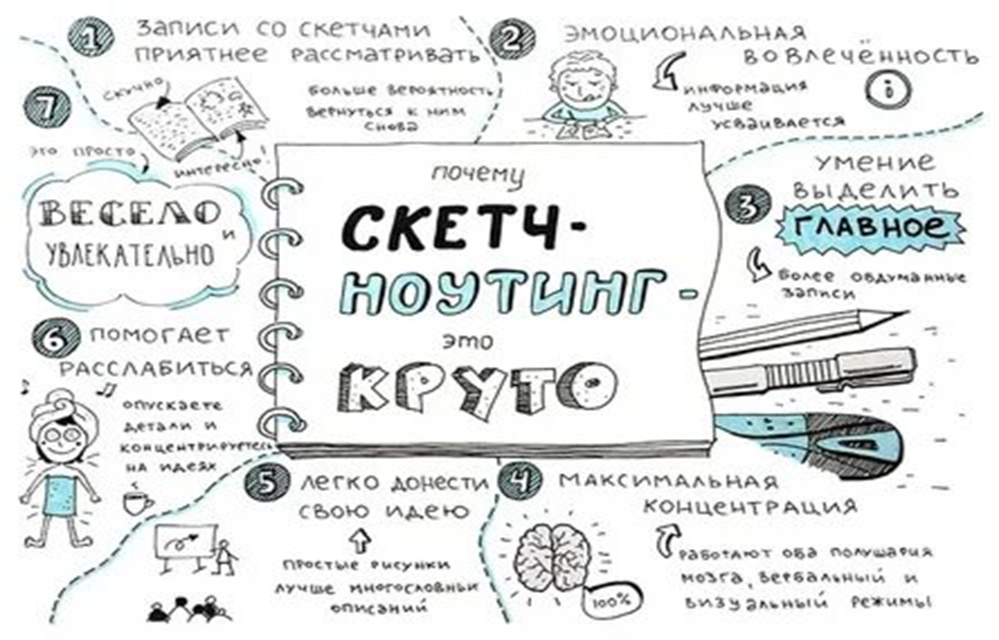 почему
СКЕТЧ-
НОУТИНГ-
это
КРУТО
1
Записи со скетчами
приятнее рассматривать
скучно
интересно!
больше вероятность
вернуться к ним
снова
2
эмоциональная
вовлечённость
информация
лучше
усваивается
i
3
умение
выделить
главное
более обдуманные
записи
4
максимальная
концентрация
работают оба полушария
мозга, вербальный и
визуальный режимы
100%
5
легко донести
свою идею
простые рисунки
лучше многословных
описаний
6
помогает
расслабиться
опускаете
детали и
концентрируетесь
на идеях
7
это просто
ВЕСЕЛО
и
УВЛЕКАТЕЛЬНО